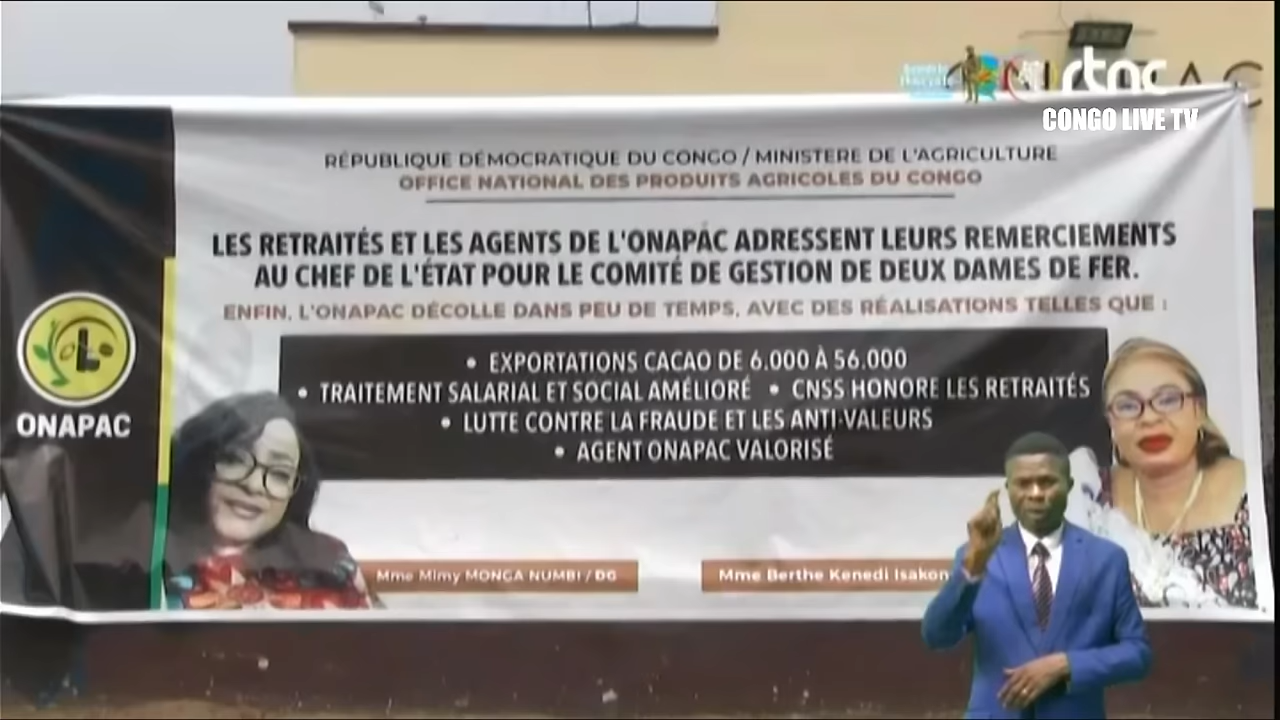 rtnc
CONGO LIVE TV
RÉPUBLIQUE DÉMOCRATIQUE DU CONGO / MINISTERE DE L'AGRICULTURE
OFFICE NATIONAL DES PRODUITS AGRICOLES DU CONGO
LES RETRAITÉS ET LES AGENTS DE L'ONAPAC ADRESSENT LEURS REMERCIEMENTS
AU CHEF DE L'ÉTAT POUR LE COMITÉ DE GESTION DE DEUX DAMES DE FER.
ENFIN, L'ONAPAC DÉCOLLE DANS PEU DE TEMPS, AVEC DES RÉALISATIONS TELLES QUE :
• EXPORTATIONS CACAO DE 6.000 À 56.000
• TRAITEMENT SALARIAL ET SOCIAL AMÉLIORÉ • CNSS HONORE LES RETRAITÉS
• LUTTE CONTRE LA FRAUDE ET LES ANTI-VALEURS
• AGENT ONAPAC VALORISÉ
ONAPAC
Mme Mimy MONGA NUMBI / DG
Mme Berthe Kenedi Isakon